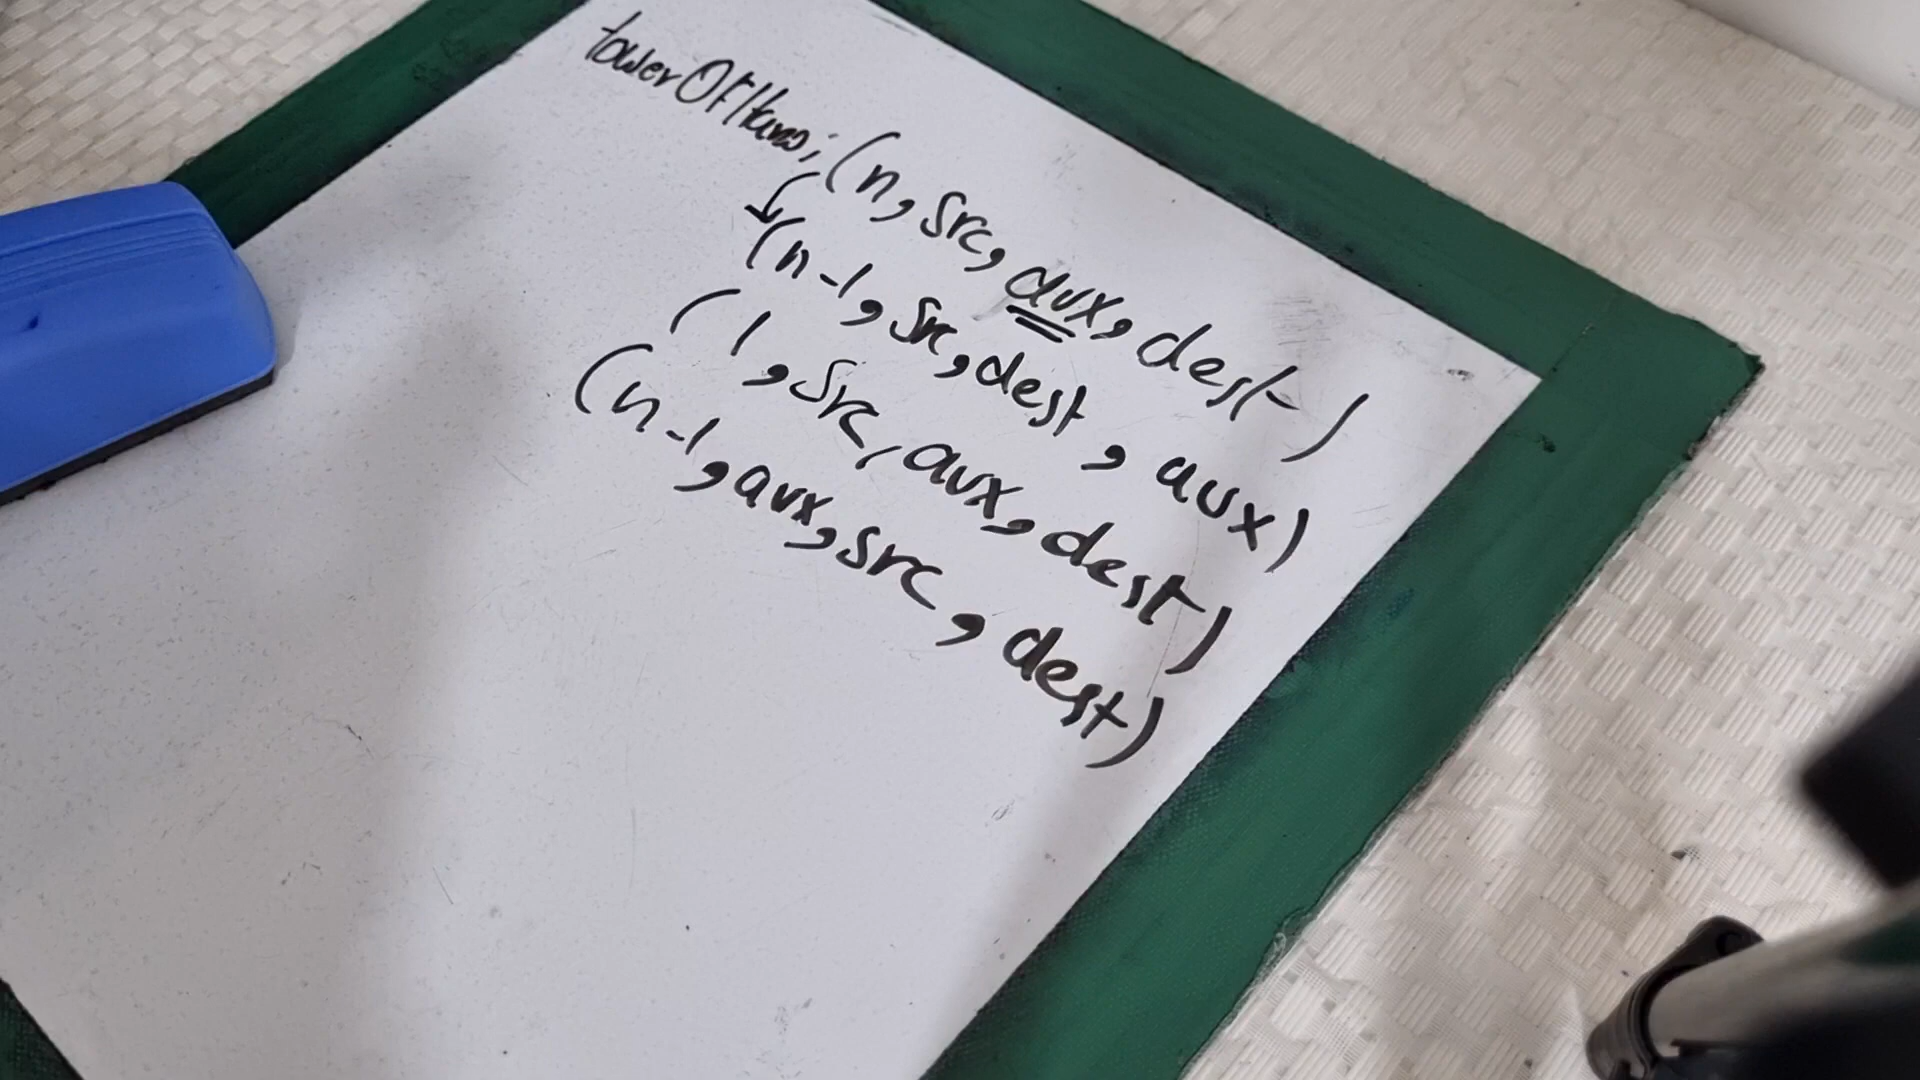 towerOfHanoi (n, src, aux, dest)
(n-1, src, dest, aux)
(1, src, aux, dest)
(n-1, aux, src, dest)